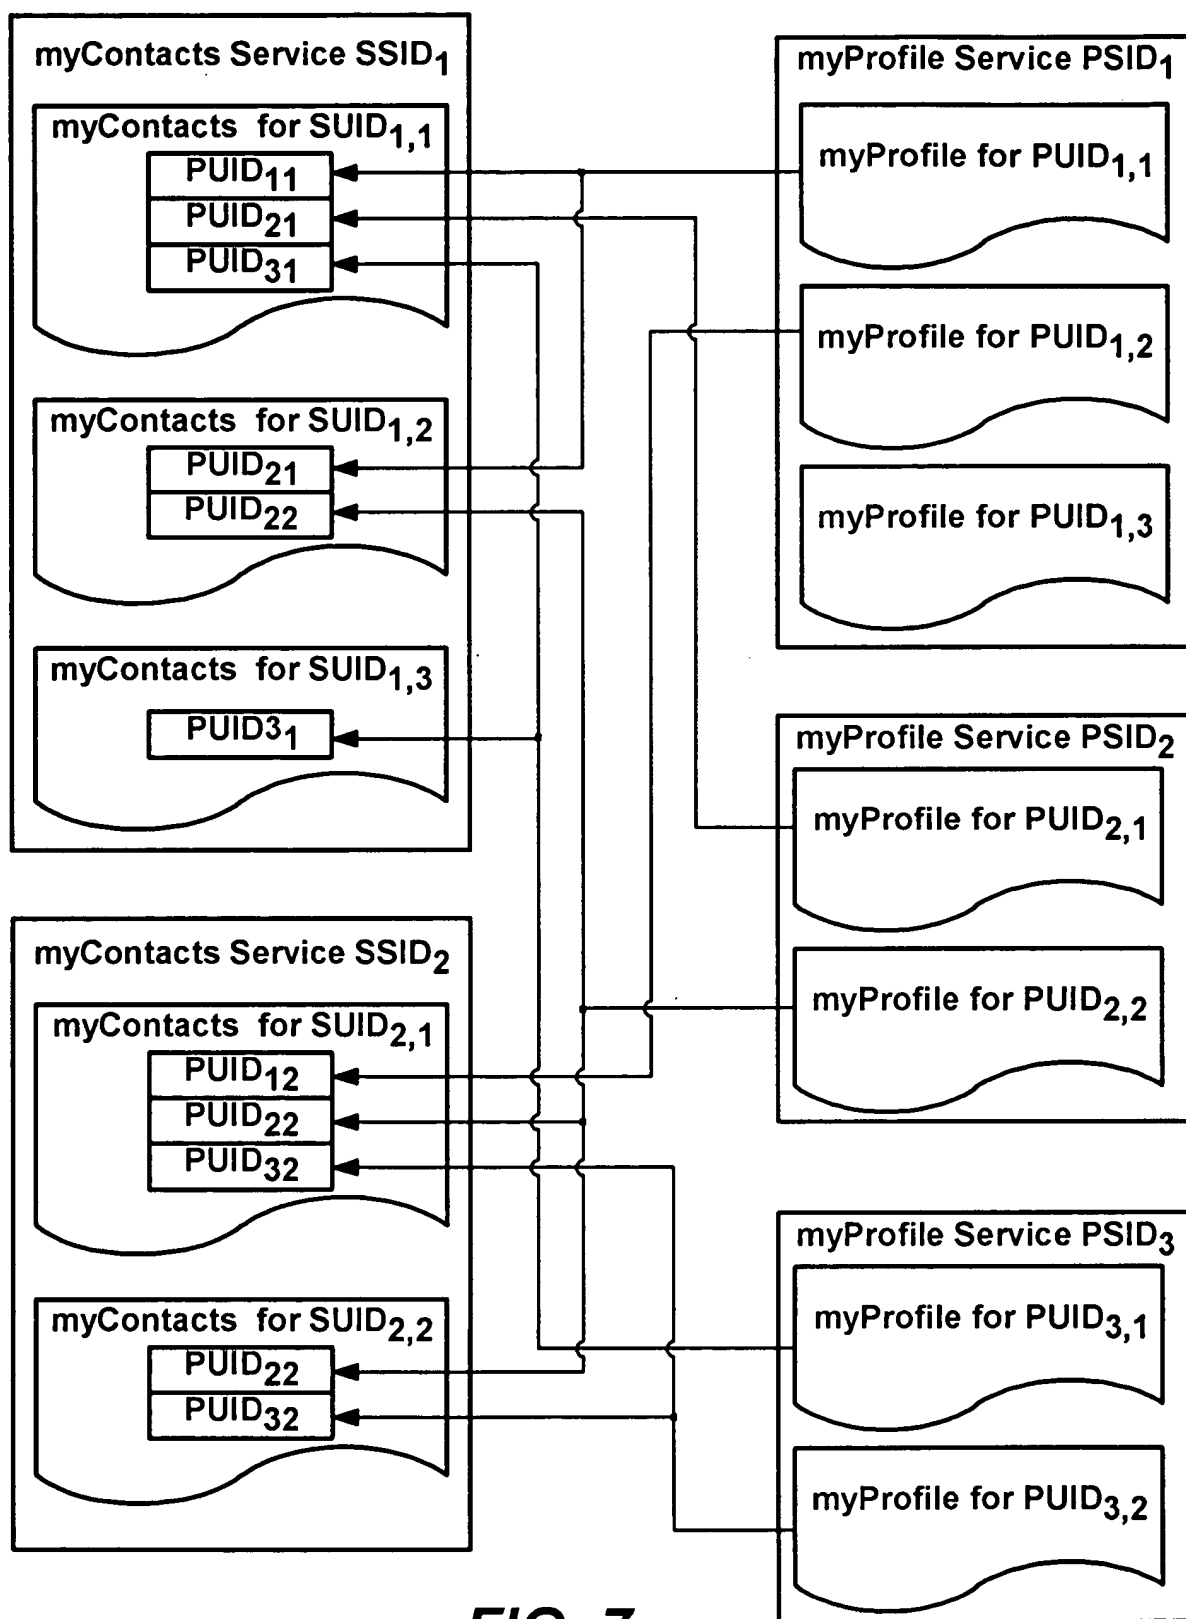 myContacts Service SSID1
myContacts for SUID1,1
PUID11
PUID21
PUID31
myContacts for SUID1,2
PUID21
PUID22
myContacts for SUID1,3
PUID31
myContacts Service SSID2
myContacts for SUID2,1
PUID12
PUID22
PUID32
myContacts for SUID2,2
PUID22
PUID32
myProfile Service PSID1
myProfile for PUID1,1
myProfile for PUID1,2
myProfile for PUID1,3
myProfile Service PSID2
myProfile for PUID2,1
myProfile for PUID2,2
myProfile Service PSID3
myProfile for PUID3,1
myProfile for PUID3,2
FIG. 7